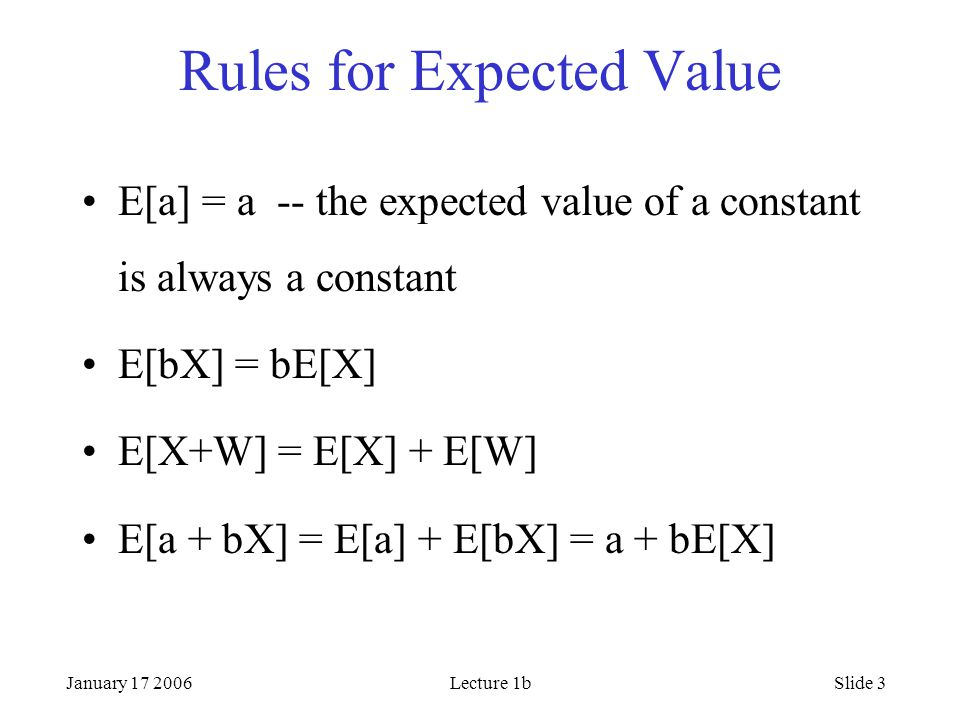 Rules for Expected Value
• E[a] = a -- the expected value of a constant
is always a constant
• E[bX] = bE[X]
• E[X+W] = E[X] + E[W]
• E[a + bX] = E[a] + E[bX] = a + bE[X]
January 17 2006 Lecture 1b Slide 3